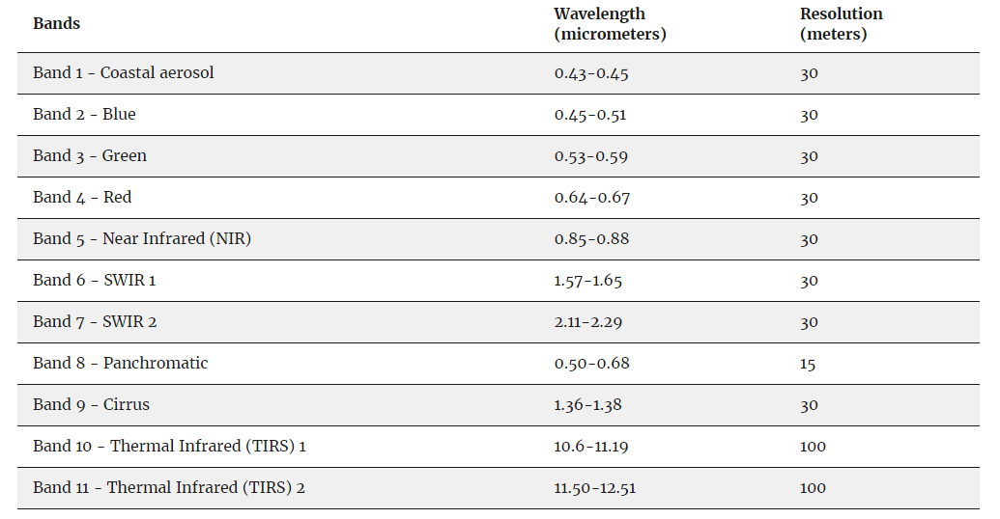 Bands Wavelength (micrometers) Resolution (meters)
Band 1 - Coastal aerosol 0.43-0.45 30
Band 2 - Blue 0.45-0.51 30
Band 3 - Green 0.53-0.59 30
Band 4 - Red 0.64-0.67 30
Band 5 - Near Infrared (NIR) 0.85-0.88 30
Band 6 - SWIR 1 1.57-1.65 30
Band 7 - SWIR 2 2.11-2.29 30
Band 8 - Panchromatic 0.50-0.68 15
Band 9 - Cirrus 1.36-1.38 30
Band 10 - Thermal Infrared (TIRS) 1 10.6-11.19 100
Band 11 - Thermal Infrared (TIRS) 2 11.50-12.51 100